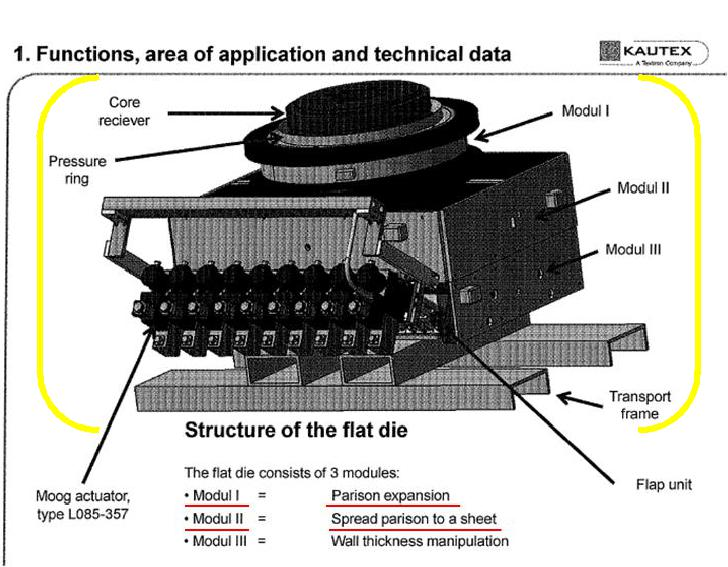 1. Functions, area of application and technical data
KAUTEX
A Textron Company
Core
reciever
Modul I
Pressure
ring
Modul II
Modul III
Transport
frame
Structure of the flat die
Flap unit
Moog actuator,
type L085-357
The flat die consists of 3 modules:
• Modul I = Parison expansion
• Modul II = Spread parison to a sheet
• Modul III = Wall thickness manipulation